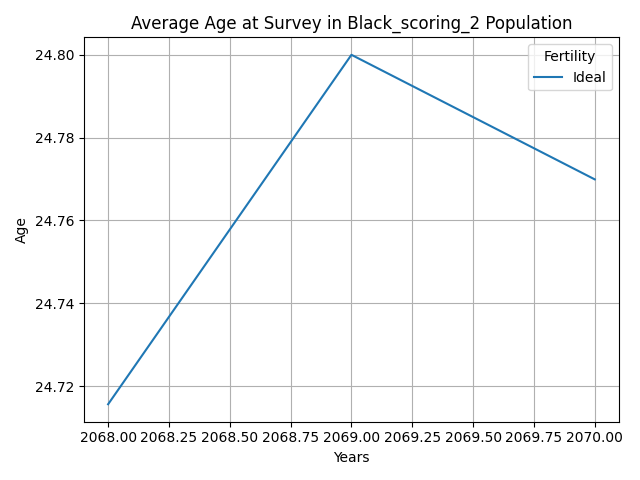 Average Age at Survey in Black_scoring_2 Population
Fertility
Ideal
24.80
24.78
24.76
24.74
24.72
Age
2068.00 2068.25 2068.50 2068.75 2069.00 2069.25 2069.50 2069.75 2070.00
Years